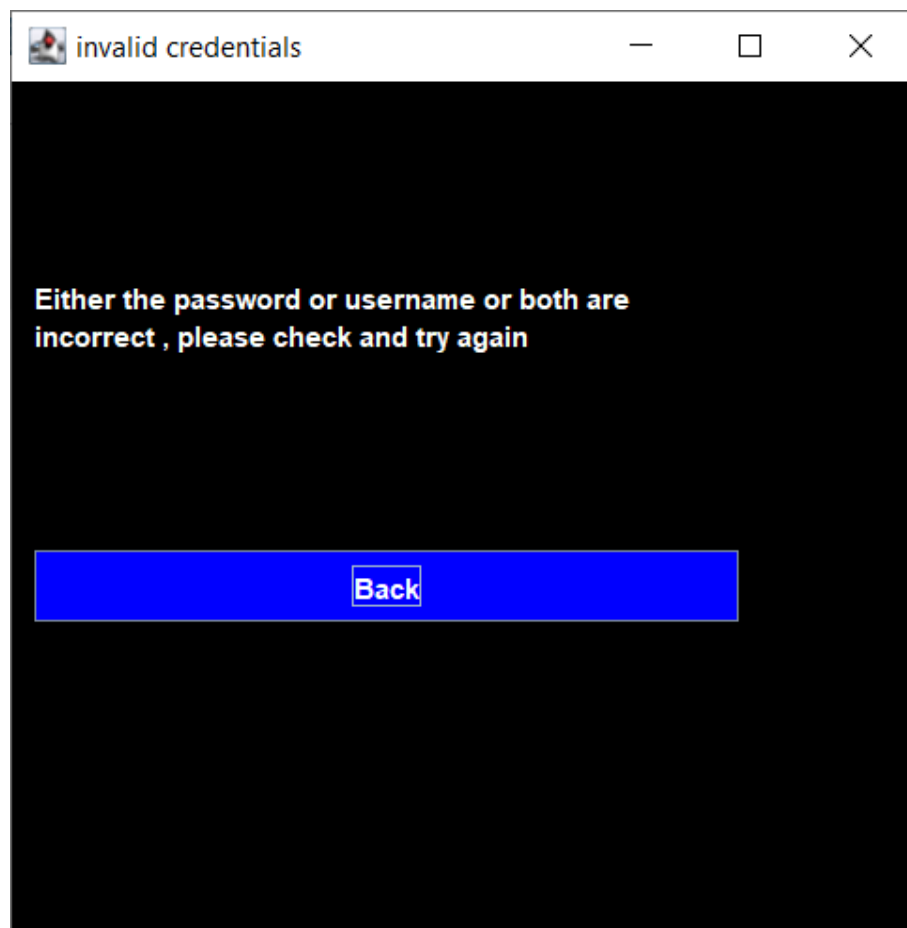 invalid credentials
Either the password or username or both are
incorrect , please check and try again
Back